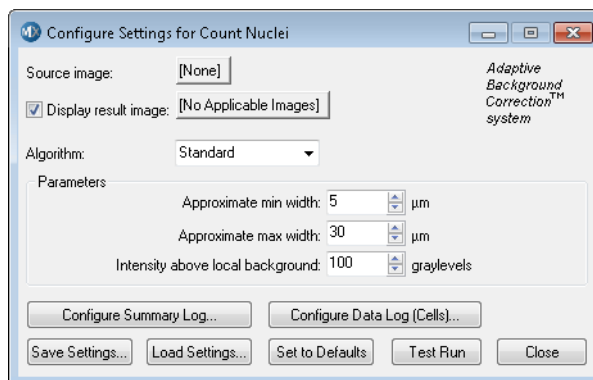 MX Configure Settings for Count Nuclei
Source image: [None]
Display result image: [No Applicable Images]
Adaptive
Background
Correction™
system
Algorithm: Standard
Parameters
Approximate min width: 5 µm
Approximate max width: 30 µm
Intensity above local background: 100 graylevels
Configure Summary Log... Configure Data Log (Cells)...
Save Settings... Load Settings... Set to Defaults Test Run Close